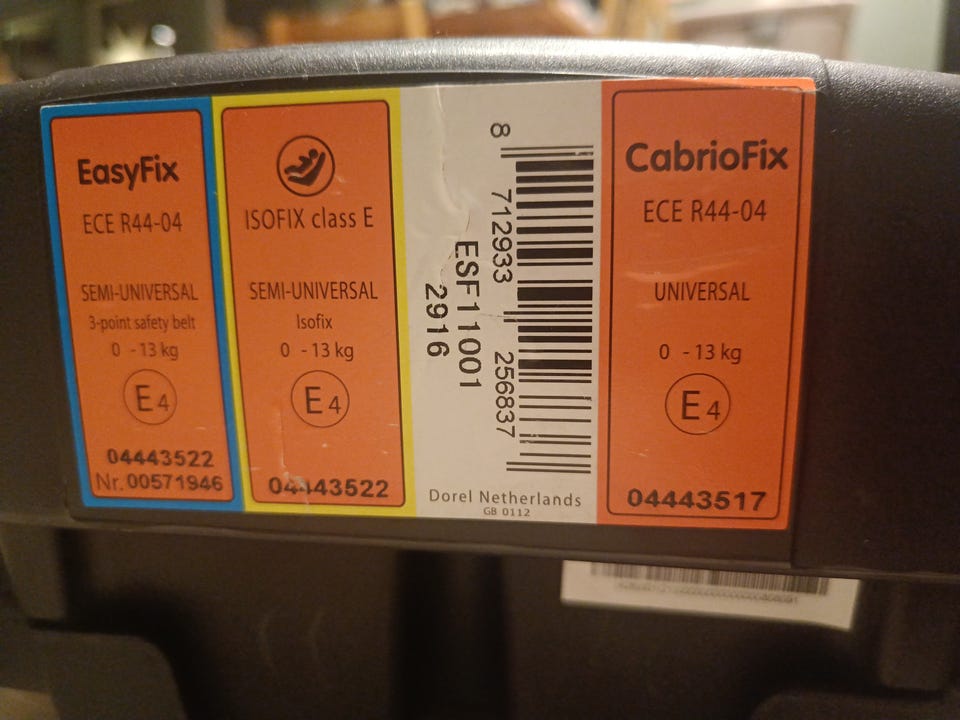 EasyFix
ECE R44-04
SEMI-UNIVERSAL
3-point safety belt
0 - 13 kg
E4
04443522
Nr. 00571946
ISOFIX class E
SEMI-UNIVERSAL
Isofix
0 - 13 kg
E4
04443522
ESF11001
2916
8 712933 256837
Dorel Netherlands
GB 0112
CabrioFix
ECE R44-04
UNIVERSAL
0 - 13 kg
E4
04443517